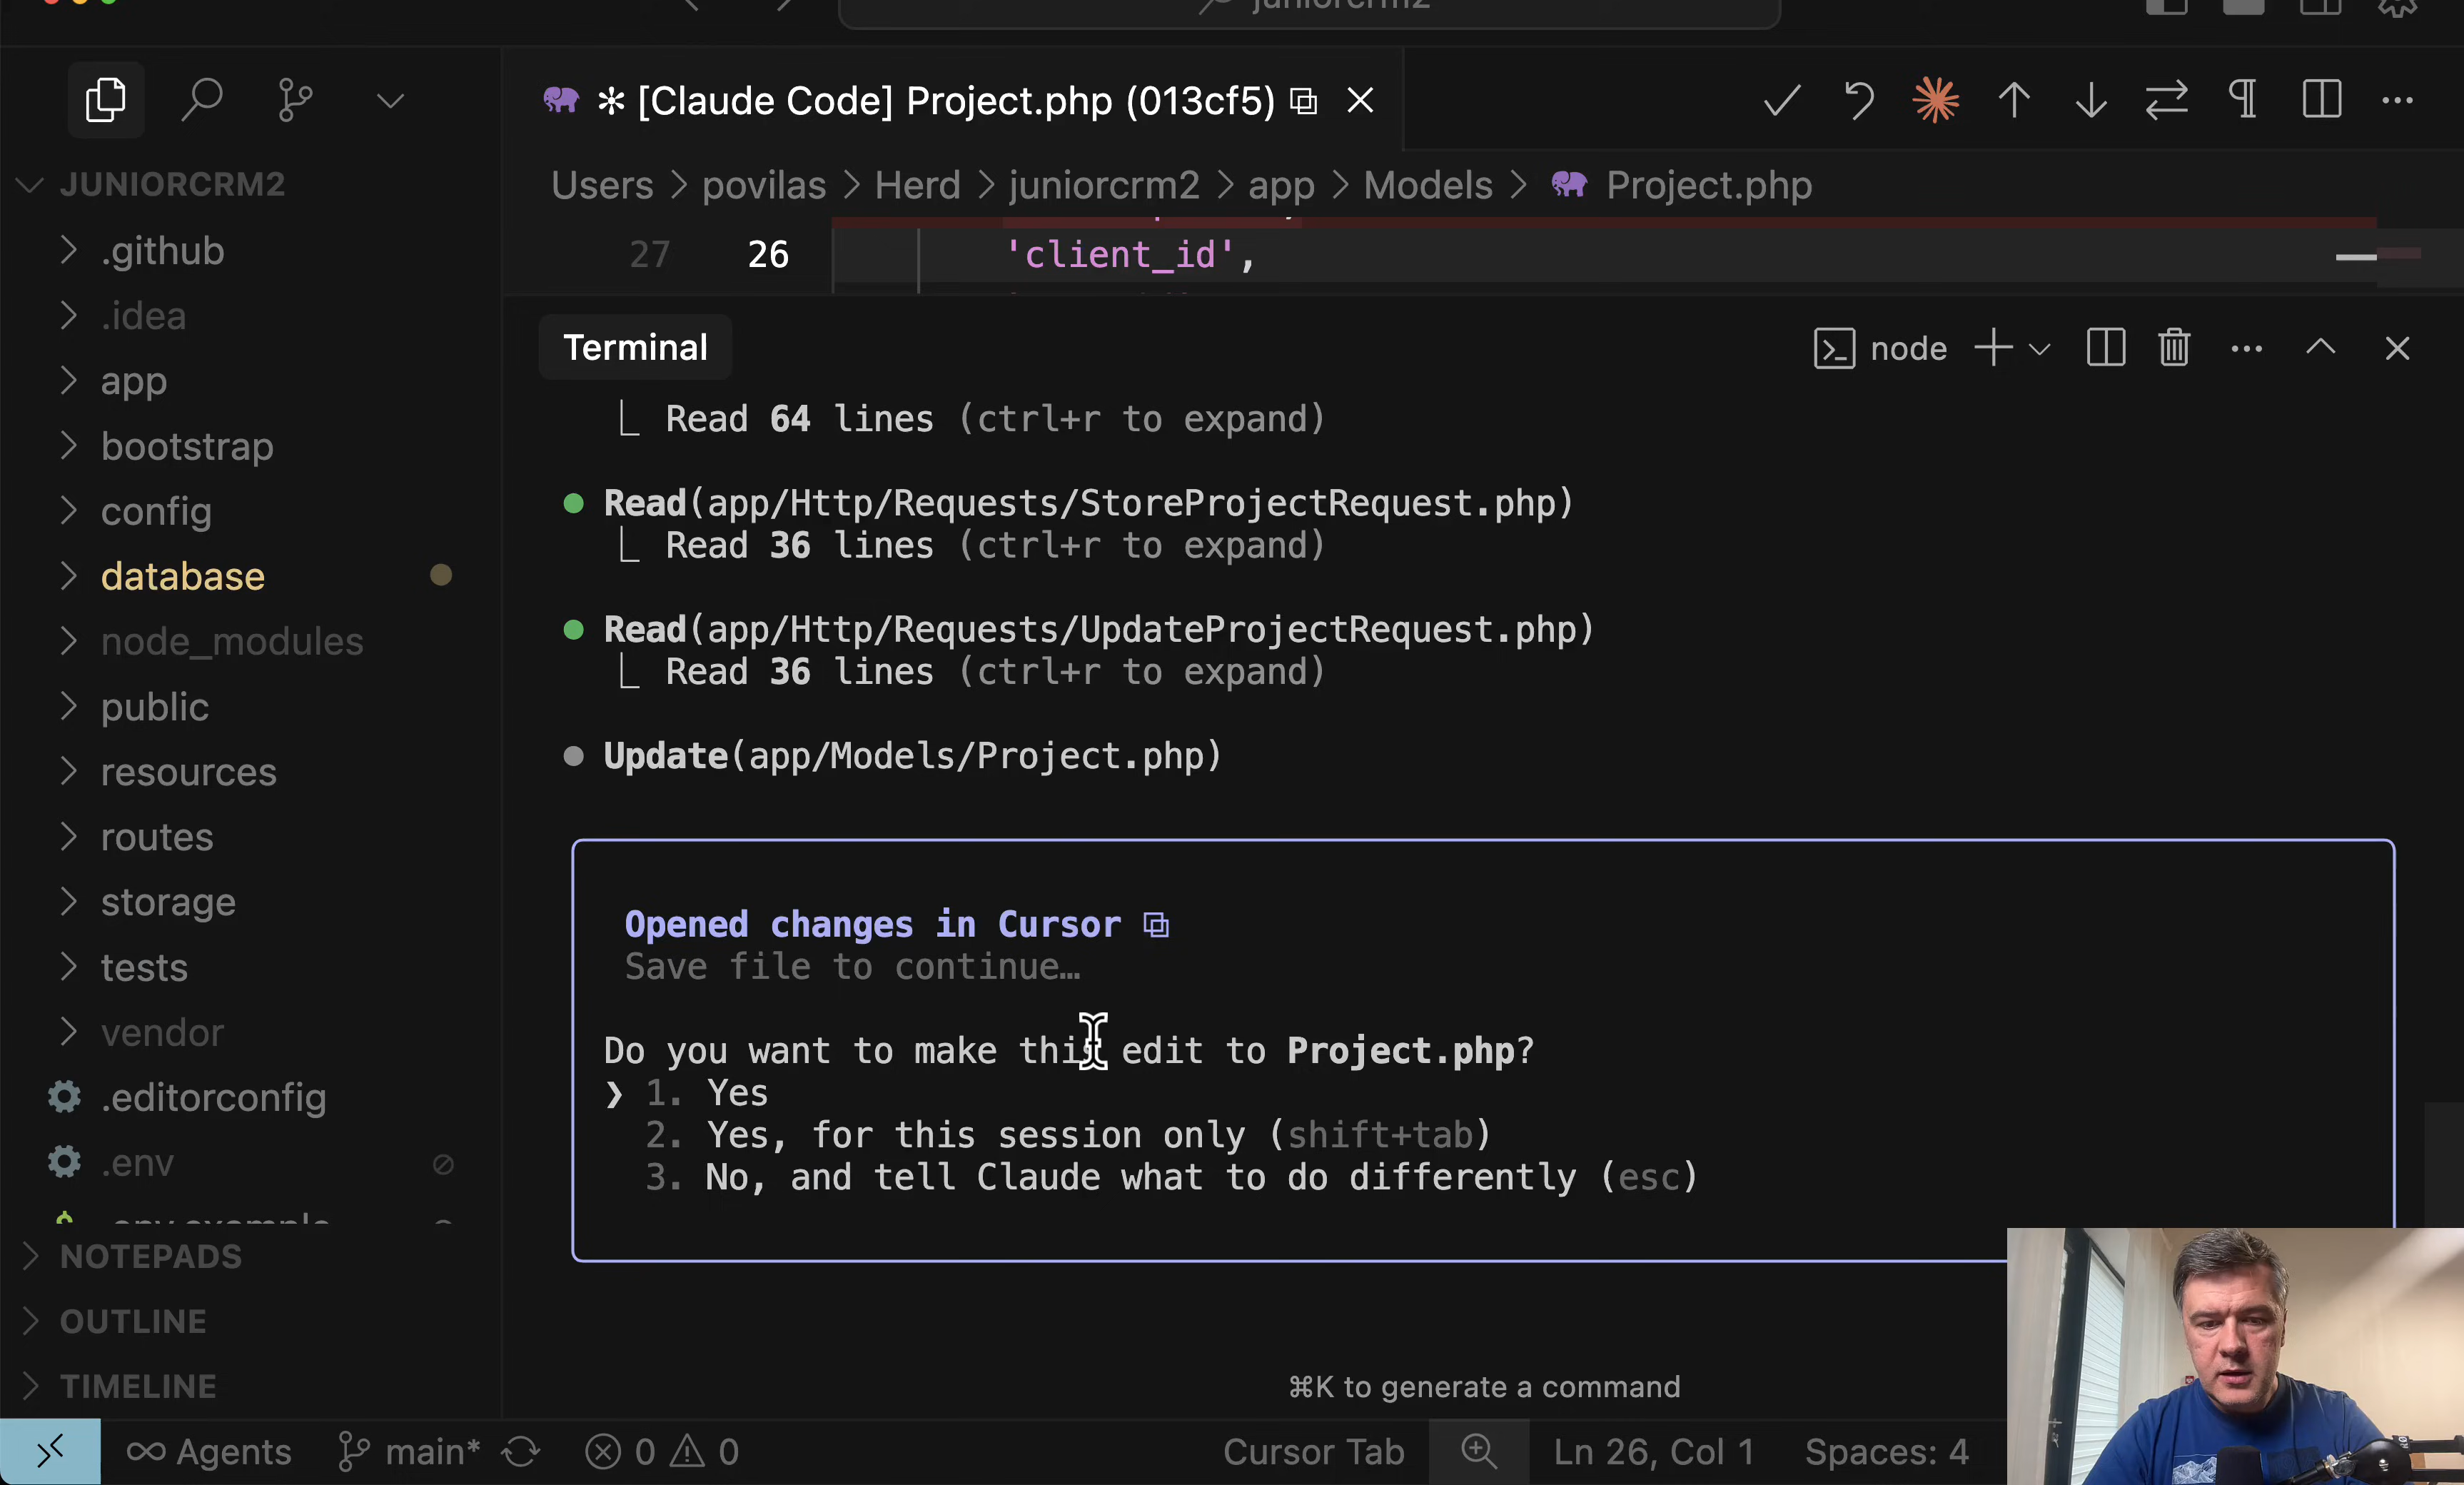 juniorcrm2
[Claude Code] Project.php (013cf5)
JUNIORCRM2
Users > povilas > Herd > juniorcrm2 > app > Models > Project.php
.github
27 26 'client_id',
.idea
Terminal
node
app
Read 64 lines (ctrl+r to expand)
bootstrap
Read(app/Http/Requests/StoreProjectRequest.php)
config
Read 36 lines (ctrl+r to expand)
database
Read(app/Http/Requests/UpdateProjectRequest.php)
node_modules
Read 36 lines (ctrl+r to expand)
public
Update(app/Models/Project.php)
resources
routes
storage
Opened changes in Cursor
tests
Save file to continue…
vendor
Do you want to make this edit to Project.php?
.editorconfig
❯ 1. Yes
2. Yes, for this session only (shift+tab)
.env
3. No, and tell Claude what to do differently (esc)
.env.example
NOTEPADS
OUTLINE
TIMELINE
⌘K to generate a command
Agents
main*
0
0
Cursor Tab
Ln 26, Col 1
Spaces: 4